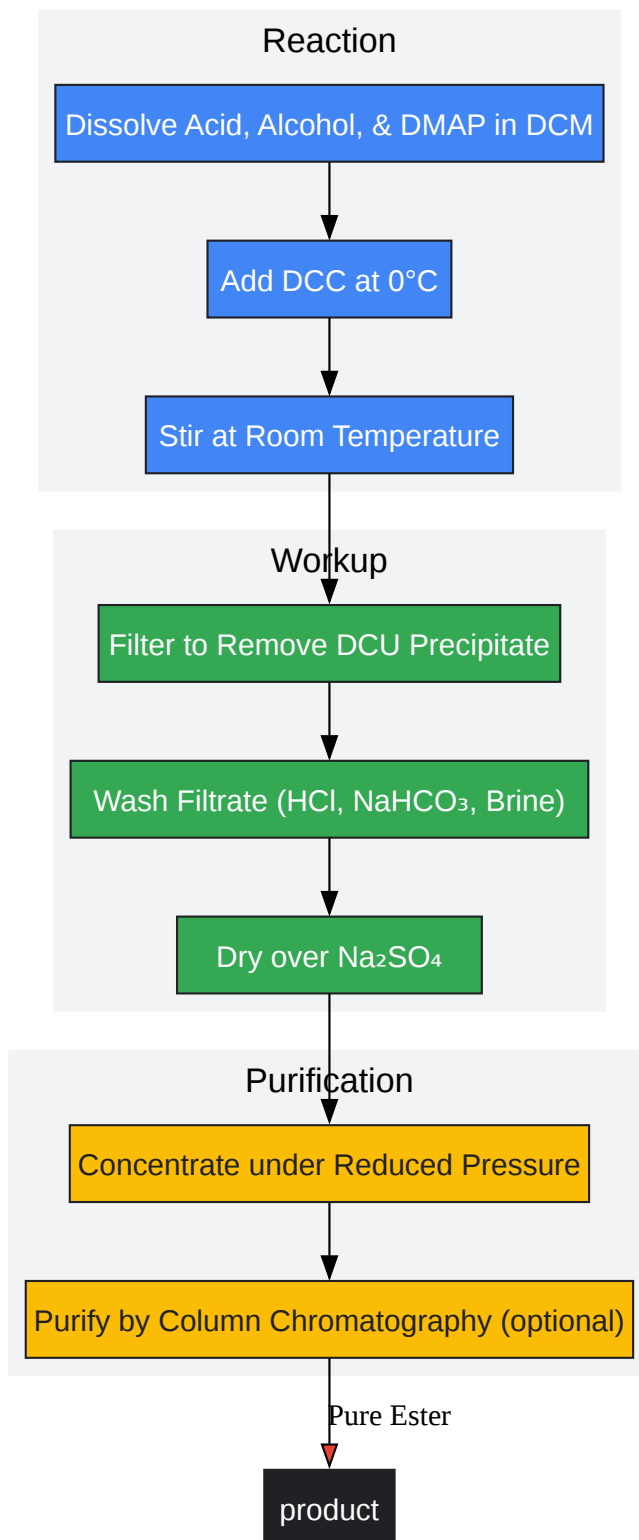 Reaction
Dissolve Acid, Alcohol, & DMAP in DCM
Add DCC at 0°C
Stir at Room Temperature
Workup
Filter to Remove DCU Precipitate
Wash Filtrate (HCl, NaHCO₃, Brine)
Dry over Na₂SO₄
Purification
Concentrate under Reduced Pressure
Purify by Column Chromatography (optional)
Pure Ester
product